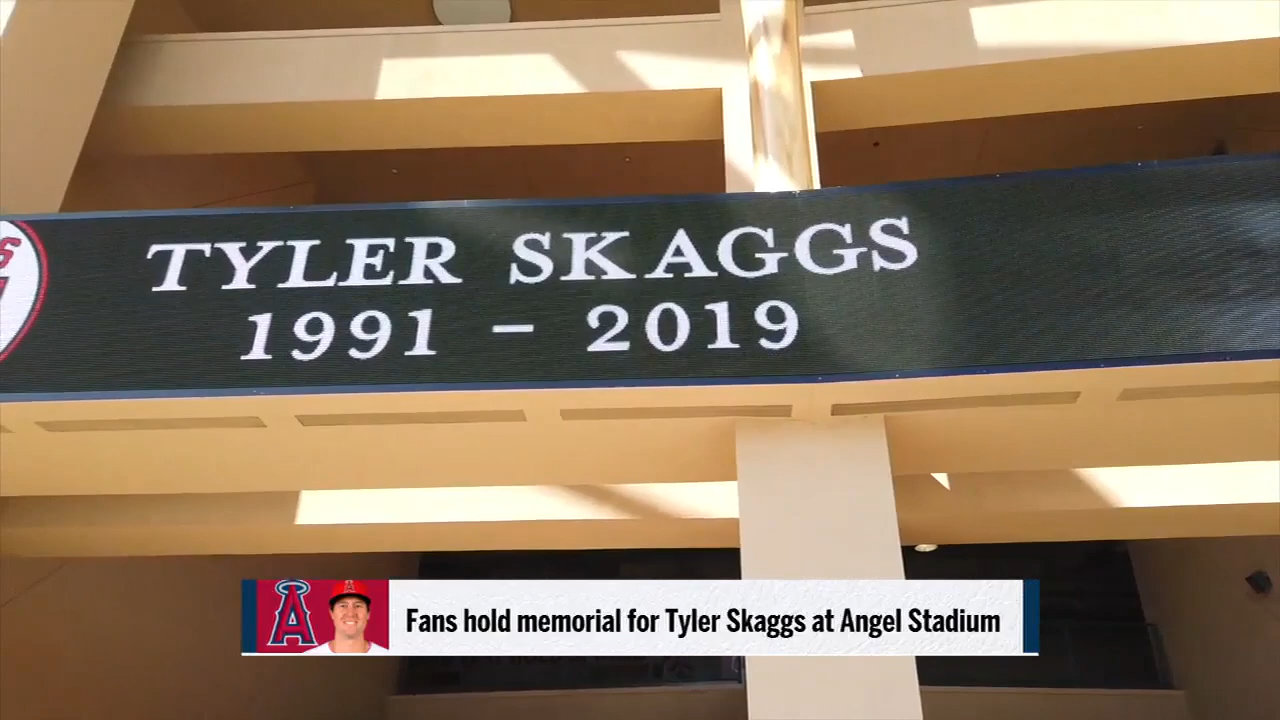 TYLER SKAGGS
1991 - 2019
A
Fans hold memorial for Tyler Skaggs at Angel Stadium